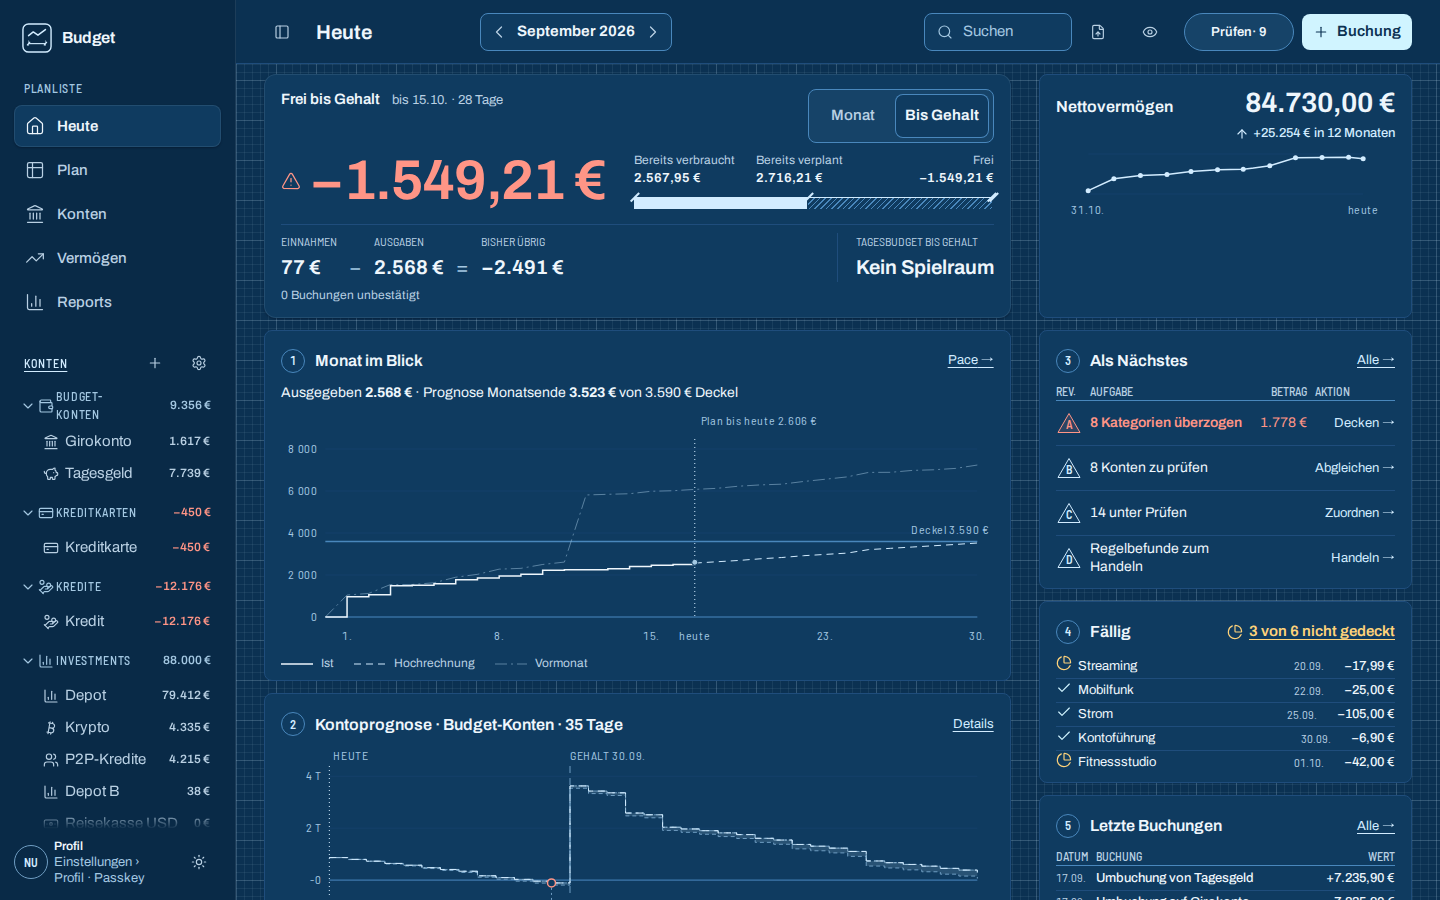 Budget
PLANLISTE
Heute
Plan
Konten
Vermögen
Reports
KONTEN
BUDGET-
KONTEN 9.356 €
Girokonto 1.617 €
Tagesgeld 7.739 €
KREDITKARTEN −450 €
Kreditkarte −450 €
KREDITE −12.176 €
Kredit −12.176 €
INVESTMENTS 88.000 €
Depot 79.412 €
Krypto 4.335 €
P2P-Kredite 4.215 €
Depot B 38 €
Reisekasse USD 0 €
NU
Profil
Einstellungen ›
Profil · Passkey
Heute
September 2026
Suchen
Prüfen · 9
+ Buchung
Frei bis Gehalt bis 15.10. · 28 Tage
Monat Bis Gehalt
−1.549,21 €
Bereits verbraucht Bereits verplant Frei
2.567,95 € 2.716,21 € −1.549,21 €
EINNAHMEN AUSGABEN BISHER ÜBRIG TAGESBUDGET BIS GEHALT
77 € − 2.568 € = −2.491 € Kein Spielraum
0 Buchungen unbestätigt
Nettovermögen 84.730,00 €
↑ +25.254 € in 12 Monaten
31.10. heute
1 Monat im Blick Pace →
Ausgegeben 2.568 € · Prognose Monatsende 3.523 € von 3.590 € Deckel
Plan bis heute 2.606 €
8 000
6 000
4 000
Deckel 3.590 €
2 000
0
1. 8. 15. heute 23. 30.
Ist Hochrechnung Vormonat
2 Kontoprognose · Budget-Konten · 35 Tage Details
HEUTE GEHALT 30.09.
4 T
2 T
-0
3 Als Nächstes Alle →
REV. AUFGABE BETRAG AKTION
A 8 Kategorien überzogen 1.778 € Decken →
B 8 Konten zu prüfen Abgleichen →
C 14 unter Prüfen Zuordnen →
D Regelbefunde zum
Handeln Handeln →
4 Fällig 3 von 6 nicht gedeckt
Streaming 20.09. −17,99 €
Mobilfunk 22.09. −25,00 €
Strom 25.09. −105,00 €
Kontoführung 30.09. −6,90 €
Fitnessstudio 01.10. −42,00 €
5 Letzte Buchungen Alle →
DATUM BUCHUNG WERT
17.09. Umbuchung von Tagesgeld +7.235,90 €